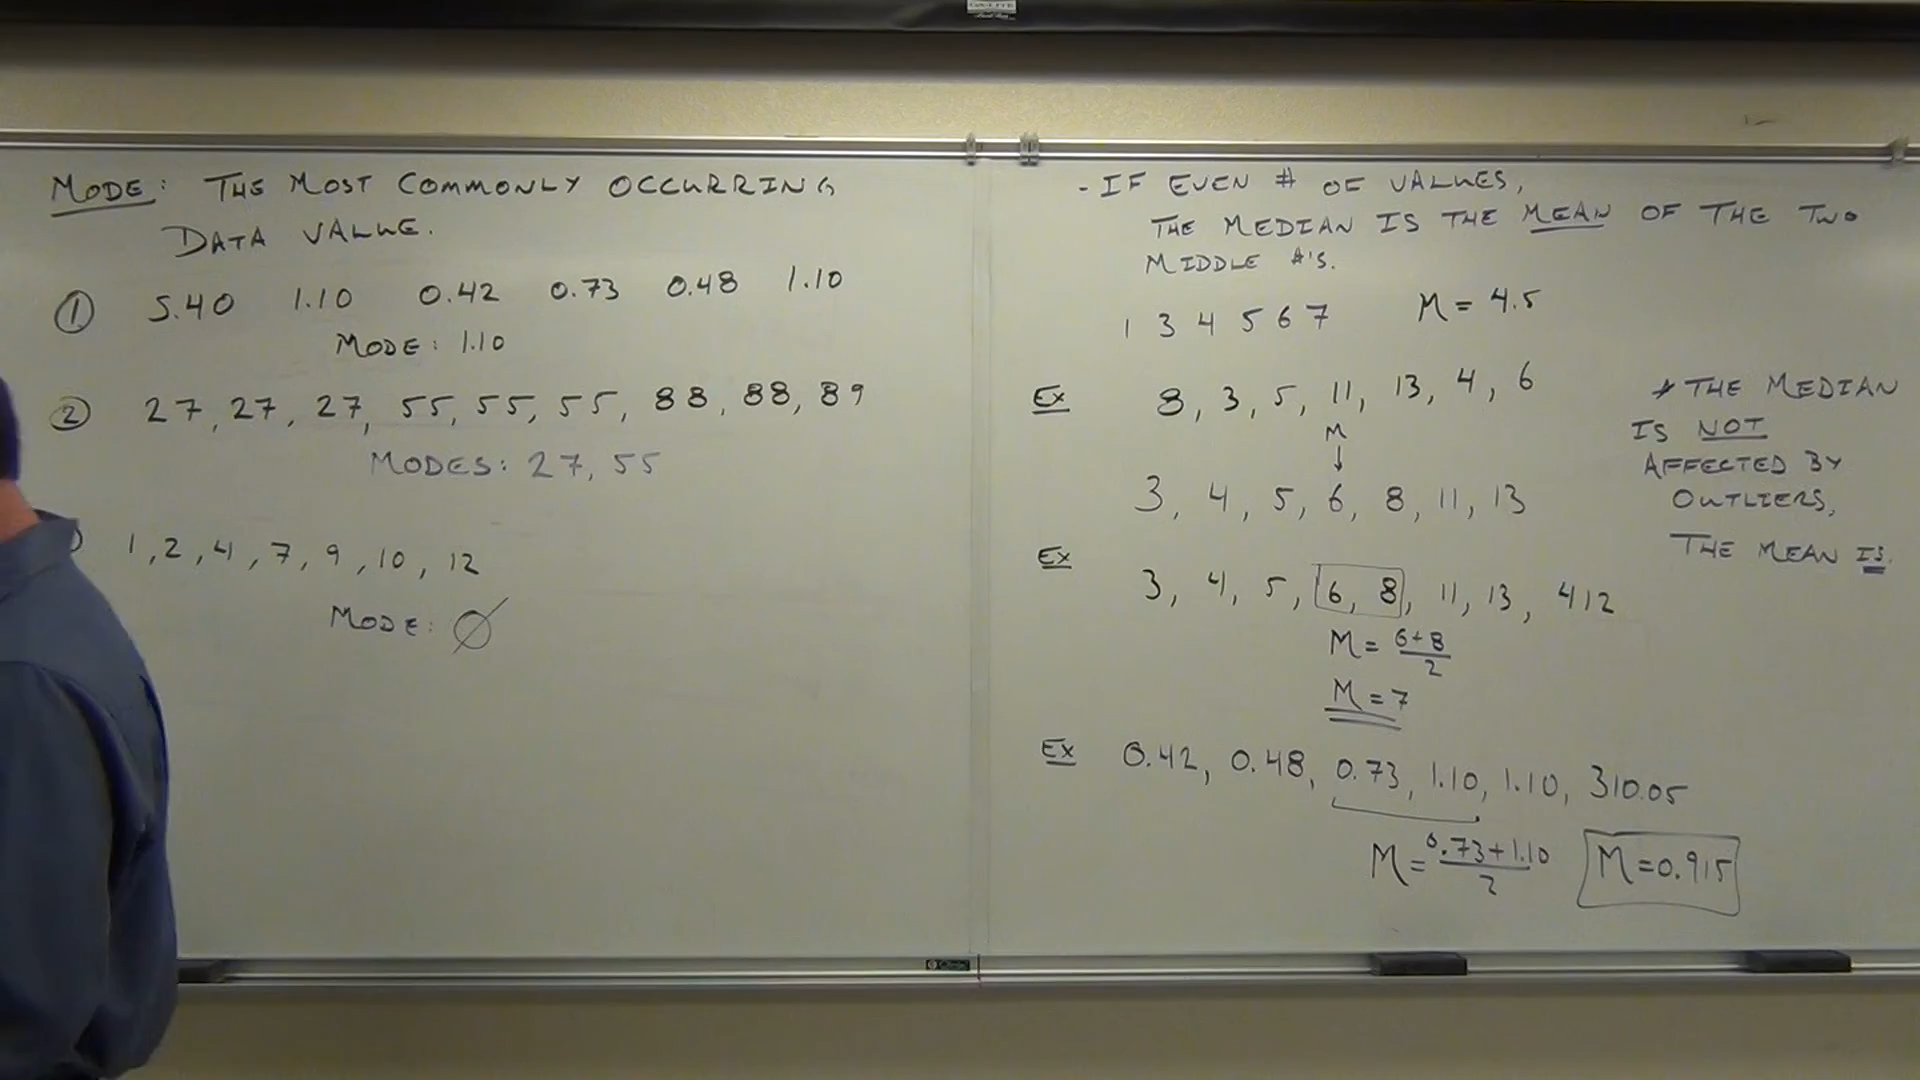 MODE: THE MOST COMMONLY OCCURRING
DATA VALUE.
① 5.40 1.10 0.42 0.73 0.48 1.10
MODE: 1.10
② 27, 27, 27, 55, 55, 55, 88, 88, 89
MODES: 27, 55
1, 2, 4, 7, 9, 10, 12
MODE: ∅
- IF EVEN # OF VALUES,
THE MEDIAN IS THE MEAN OF THE TWO
MIDDLE #'S.
1 3 4 5 6 7 M = 4.5
Ex 8, 3, 5, 11, 13, 4, 6
M
↓
3, 4, 5, 6, 8, 11, 13
Ex 3, 4, 5, 6, 8, 11, 13, 412
M = 6+8/2
M = 7
Ex 0.42, 0.48, 0.73, 1.10, 1.10, 310.05
M = 0.73+1.10/2 M = 0.915
* THE MEDIAN
IS NOT
AFFECTED BY
OUTLIERS,
THE MEAN IS.